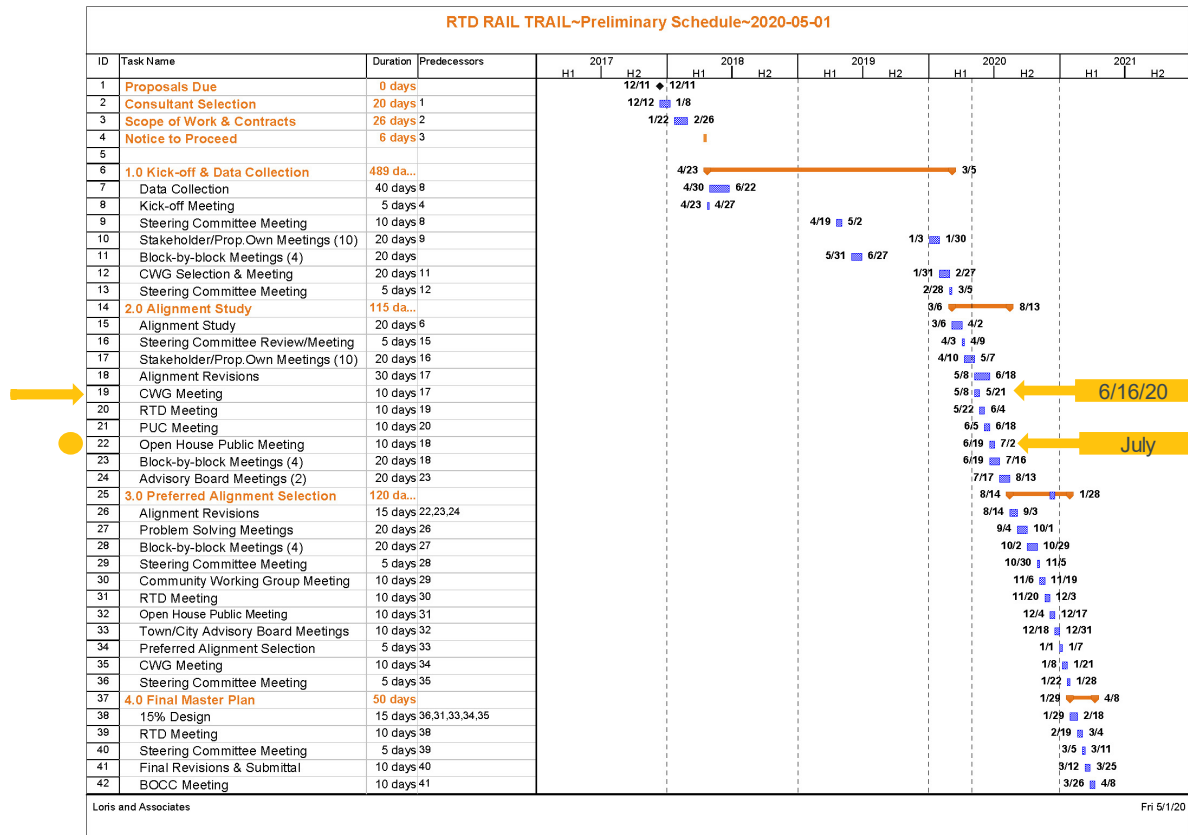 RTD RAIL TRAIL~Preliminary Schedule~2020-05-01
ID Task Name Duration Predecessors 2017 2018 2019 2020 2021
H1 H2 H1 H2 H1 H2 H1 H2 H1 H2
1 Proposals Due 0 days 12/11 12/11
2 Consultant Selection 20 days 1 12/12 1/8
3 Scope of Work & Contracts 26 days 2 1/22 2/26
4 Notice to Proceed 6 days 3
5
6 1.0 Kick-off & Data Collection 489 da... 4/23 3/5
7 Data Collection 40 days 8 4/30 6/22
8 Kick-off Meeting 5 days 4 4/23 4/27
9 Steering Committee Meeting 10 days 8 4/19 5/2
10 Stakeholder/Prop.Own Meetings (10) 20 days 9 1/3 1/30
11 Block-by-block Meetings (4) 20 days 5/31 6/27
12 CWG Selection & Meeting 20 days 11 1/31 2/27
13 Steering Committee Meeting 5 days 12 2/28 3/5
14 2.0 Alignment Study 115 da... 3/6 8/13
15 Alignment Study 20 days 6 3/6 4/2
16 Steering Committee Review/Meeting 5 days 15 4/3 4/9
17 Stakeholder/Prop.Own Meetings (10) 20 days 16 4/10 5/7
18 Alignment Revisions 30 days 17 5/8 6/18
19 CWG Meeting 10 days 17 5/8 5/21 6/16/20
20 RTD Meeting 10 days 19 5/22 6/4
21 PUC Meeting 10 days 20 6/5 6/18
22 Open House Public Meeting 10 days 18 6/19 7/2 July
23 Block-by-block Meetings (4) 20 days 18 6/19 7/16
24 Advisory Board Meetings (2) 20 days 23 7/17 8/13
25 3.0 Preferred Alignment Selection 120 da... 8/14 1/28
26 Alignment Revisions 15 days 22,23,24 8/14 9/3
27 Problem Solving Meetings 20 days 26 9/4 10/1
28 Block-by-block Meetings (4) 20 days 27 10/2 10/29
29 Steering Committee Meeting 5 days 28 10/30 11/5
30 Community Working Group Meeting 10 days 29 11/6 11/19
31 RTD Meeting 10 days 30 11/20 12/3
32 Open House Public Meeting 10 days 31 12/4 12/17
33 Town/City Advisory Board Meetings 10 days 32 12/18 12/31
34 Preferred Alignment Selection 5 days 33 1/1 1/7
35 CWG Meeting 10 days 34 1/8 1/21
36 Steering Committee Meeting 5 days 35 1/22 1/28
37 4.0 Final Master Plan 50 days 1/29 4/8
38 15% Design 15 days 36,31,33,34,35 1/29 2/18
39 RTD Meeting 10 days 38 2/19 3/4
40 Steering Committee Meeting 5 days 39 3/5 3/11
41 Final Revisions & Submittal 10 days 40 3/12 3/25
42 BOCC Meeting 10 days 41 3/26 4/8
Loris and Associates Fri 5/1/20